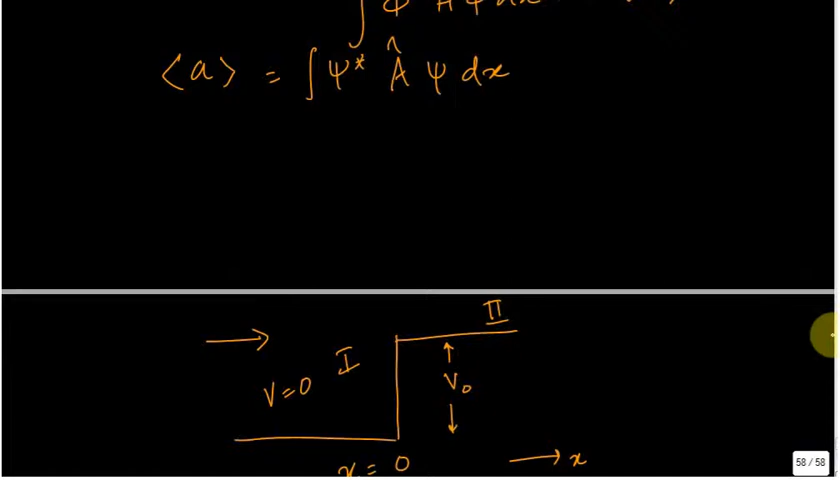 ⟨a⟩ = ∫ ψ* Â ψ dx
II
I
V=0
V₀
x = 0
→ x
58 / 58